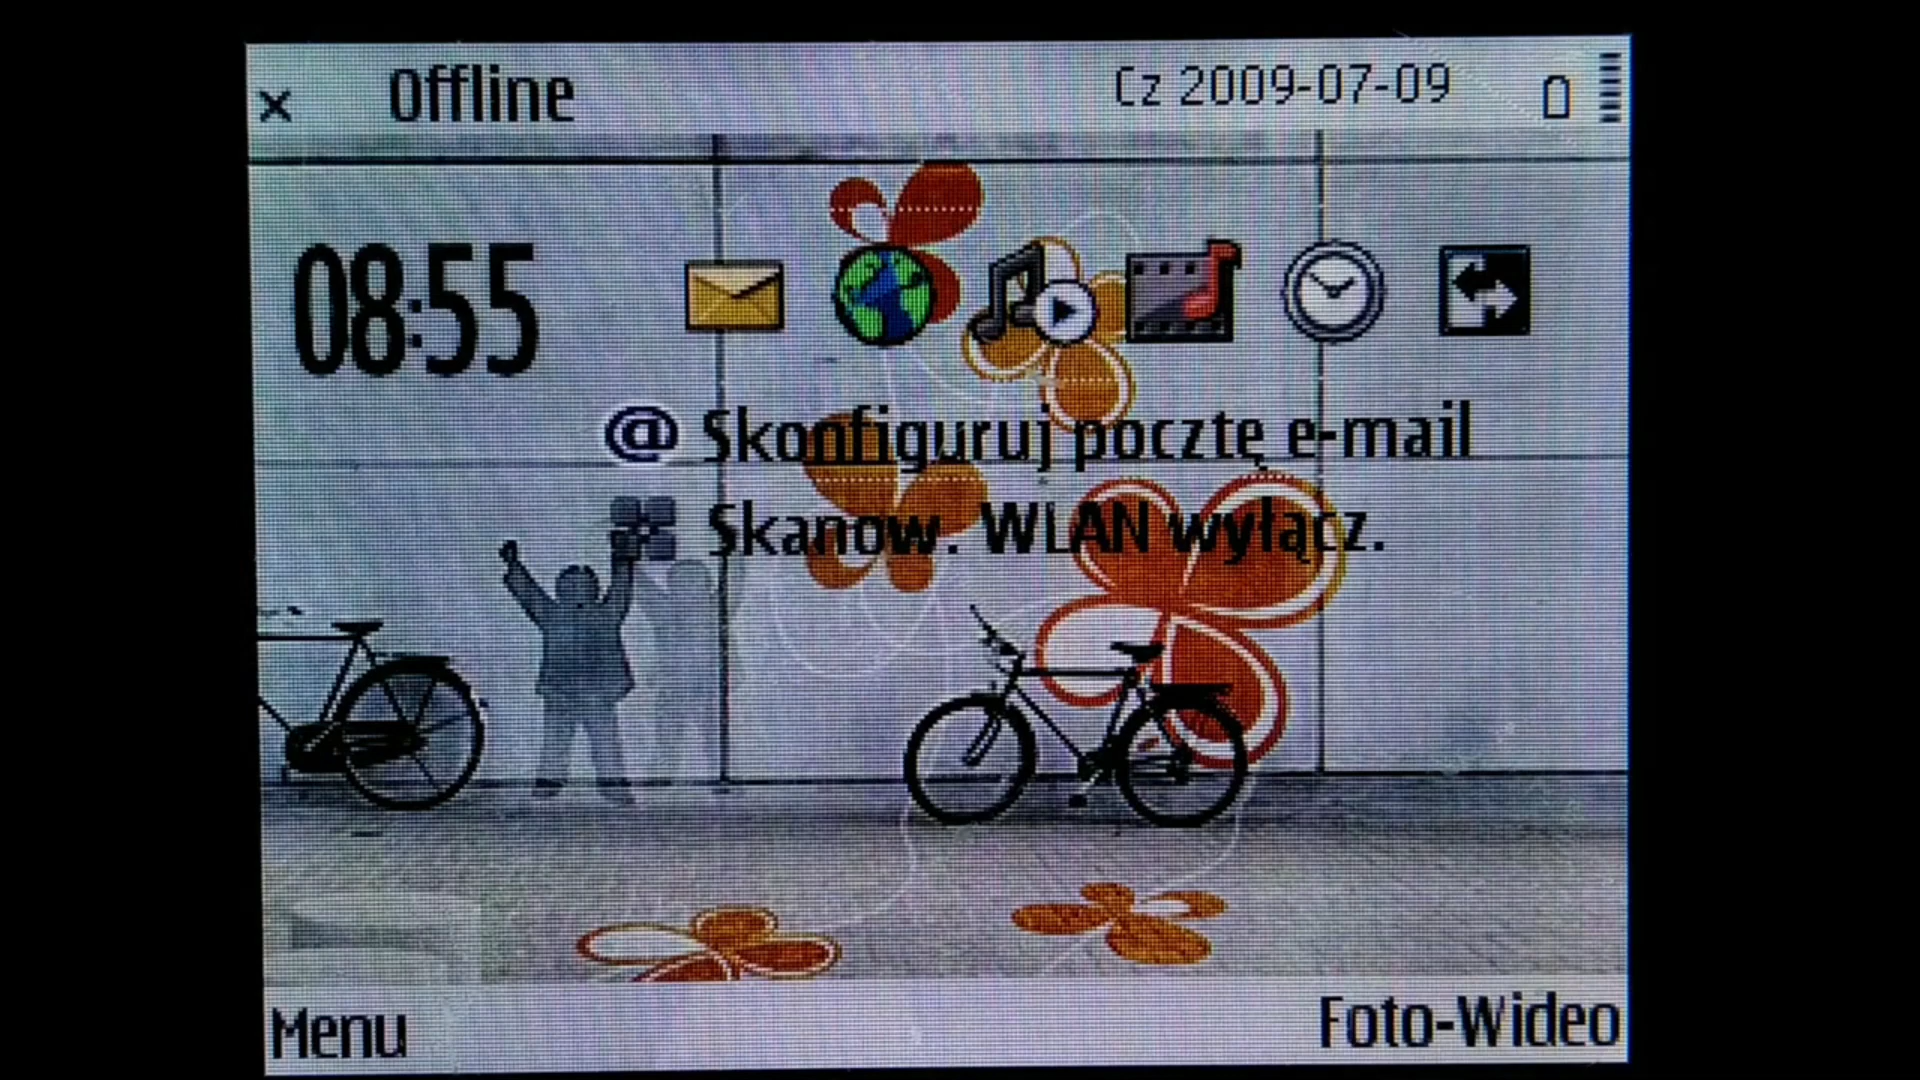 Offline
Cz 2009-07-09
08:55
@ Skonfiguruj pocztę e-mail
Skanow. WLAN wyłącz.
Menu
Foto-Wideo